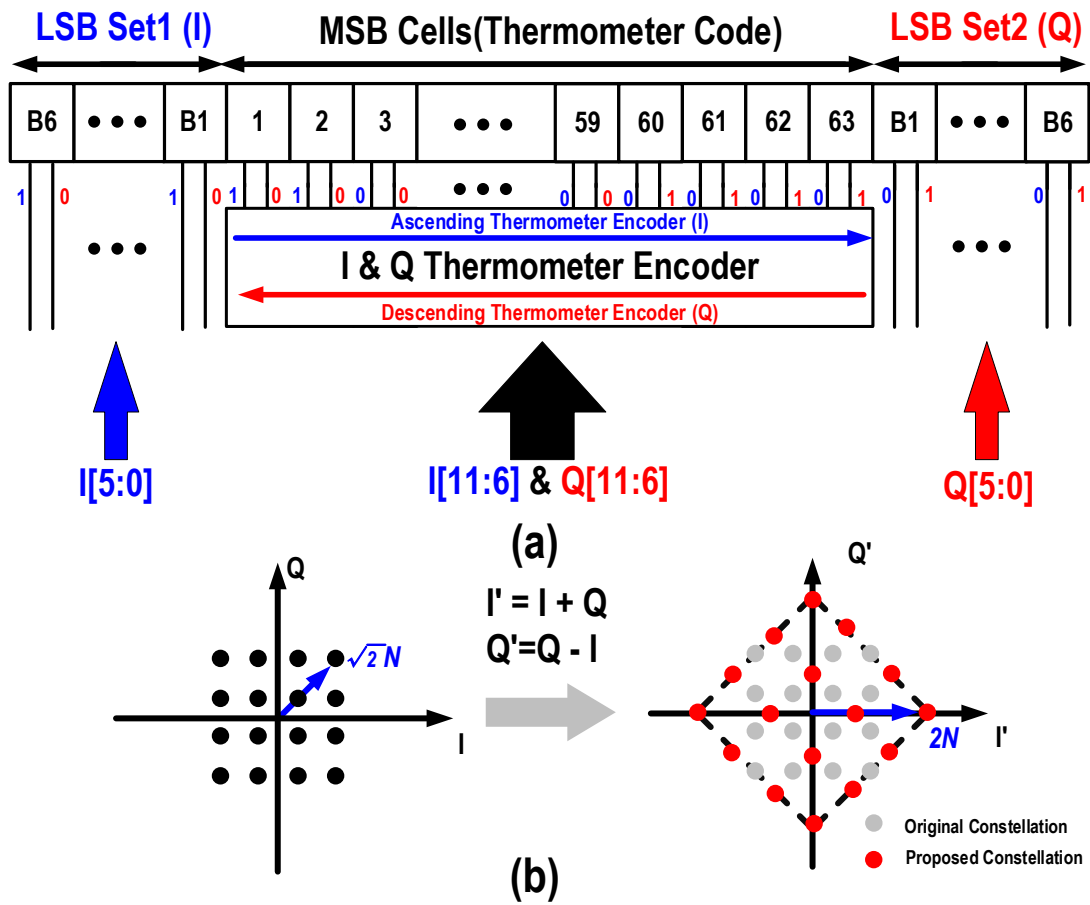 LSB Set1 (I) MSB Cells(Thermometer Code) LSB Set2 (Q)
B6 ••• B1 1 2 3 ••• 59 60 61 62 63 B1 ••• B6
1 0 ••• 1 0 1 0 1 0 0 0 ••• 0 0 0 1 0 1 0 1 0 1 0 1 ••• 0 1
Ascending Thermometer Encoder (I)
I & Q Thermometer Encoder
Descending Thermometer Encoder (Q)
I[5:0] I[11:6] & Q[11:6] Q[5:0]
(a)
Q
I' = I + Q
Q'=Q - I
√2N
I
Q'
2N
I'
Original Constellation
Proposed Constellation
(b)